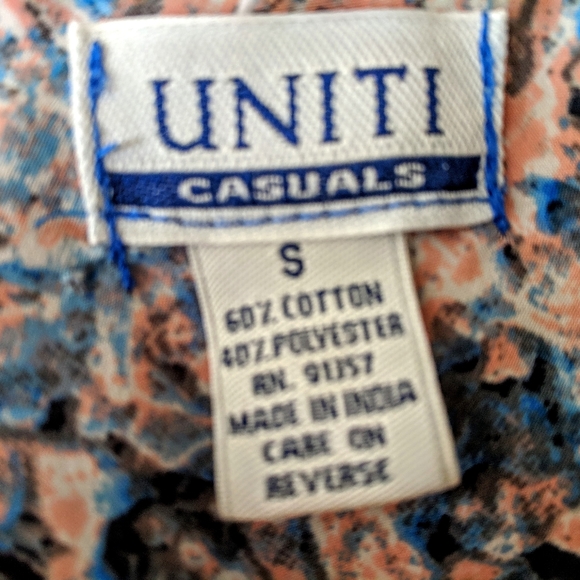 UNITI
CASUALS
S
60% COTTON
40% POLYESTER
RN. 91357
MADE IN INDIA
CARE ON
REVERSE